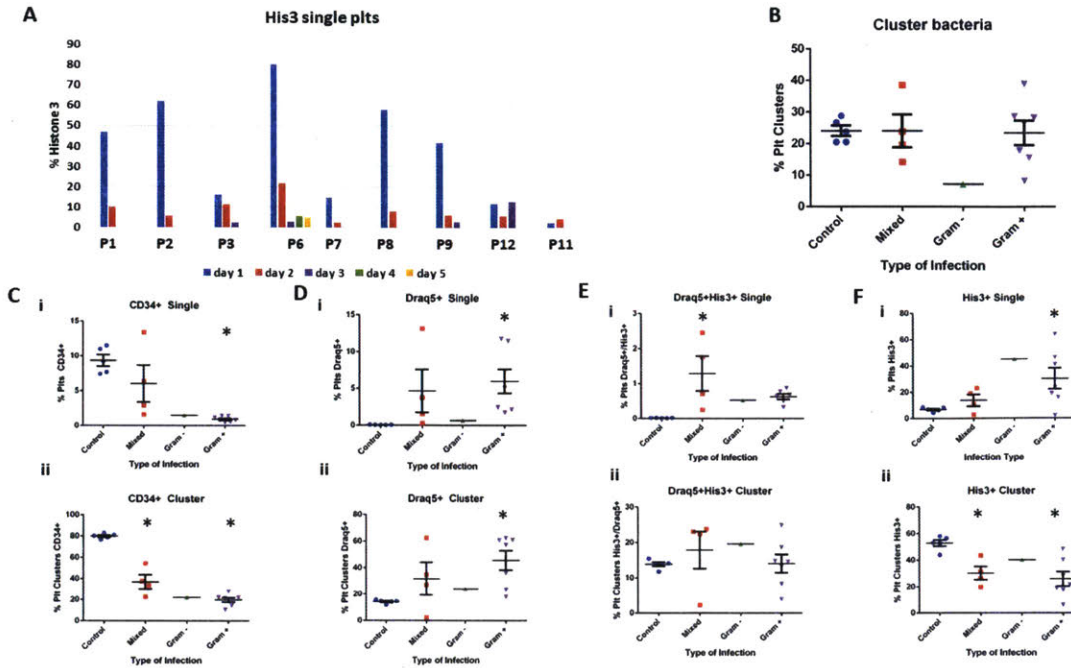 A
His3 single plts
% Histone 3
90
80
70
60
50
40
30
20
10
0
P1 P2 P3 P6 P7 P8 P9 P12 P11
day 1 day 2 day 3 day 4 day 5
B
Cluster bacteria
% Plt Clusters
50
40
30
20
10
0
Control Mixed Gram - Gram +
Type of Infection
C
i
CD34+ Single
*
% Plts CD34+
15
10
5
0
Control Mixed Gram - Gram +
Type of Infection
ii
CD34+ Cluster
* *
% Plt Clusters CD34+
100
80
60
40
20
0
Control Mixed Gram - Gram +
Type of Infection
D
i
Draq5+ Single
*
% Plts Draq5+
15
10
5
0
Control Mixed Gram - Gram +
Type of Infection
ii
Draq5+ Cluster
*
% Plt Clusters Draq5+
80
60
40
20
0
Control Mixed Gram - Gram +
Type of Infection
E
i
Draq5+His3+ Single
*
% Plts Draq5+/His3+
3
2
1
0
Control Mixed Gram - Gram +
Type of Infection
ii
Draq5+His3+ Cluster
% Plt Clusters His3+/Draq5+
30
20
10
0
Control Mixed Gram - Gram +
Type of Infection
F
i
His3+ Single
*
% Plts His3+
80
60
40
20
0
Control Mixed Gram - Gram +
Infection Type
ii
His3+ Cluster
* *
% Plt Clusters His3+
80
60
40
20
0
Control Mixed Gram - Gram +
Type of Infection